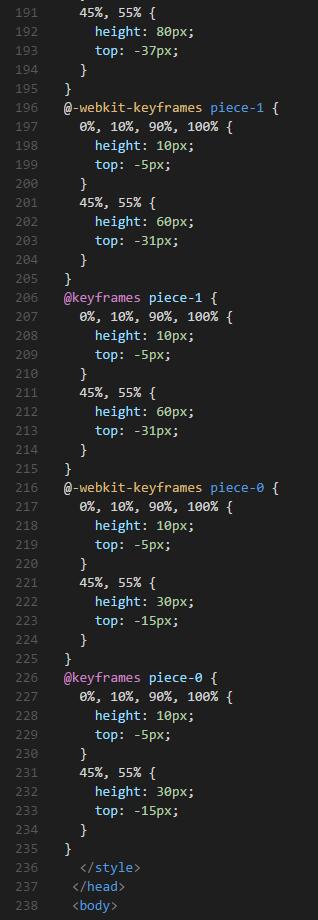 191 45%, 55% {
192 height: 80px;
193 top: -37px;
194 }
195 }
196 @-webkit-keyframes piece-1 {
197 0%, 10%, 90%, 100% {
198 height: 10px;
199 top: -5px;
200 }
201 45%, 55% {
202 height: 60px;
203 top: -31px;
204 }
205 }
206 @keyframes piece-1 {
207 0%, 10%, 90%, 100% {
208 height: 10px;
209 top: -5px;
210 }
211 45%, 55% {
212 height: 60px;
213 top: -31px;
214 }
215 }
216 @-webkit-keyframes piece-0 {
217 0%, 10%, 90%, 100% {
218 height: 10px;
219 top: -5px;
220 }
221 45%, 55% {
222 height: 30px;
223 top: -15px;
224 }
225 }
226 @keyframes piece-0 {
227 0%, 10%, 90%, 100% {
228 height: 10px;
229 top: -5px;
230 }
231 45%, 55% {
232 height: 30px;
233 top: -15px;
234 }
235 }
236 </style>
237 </head>
238 <body>